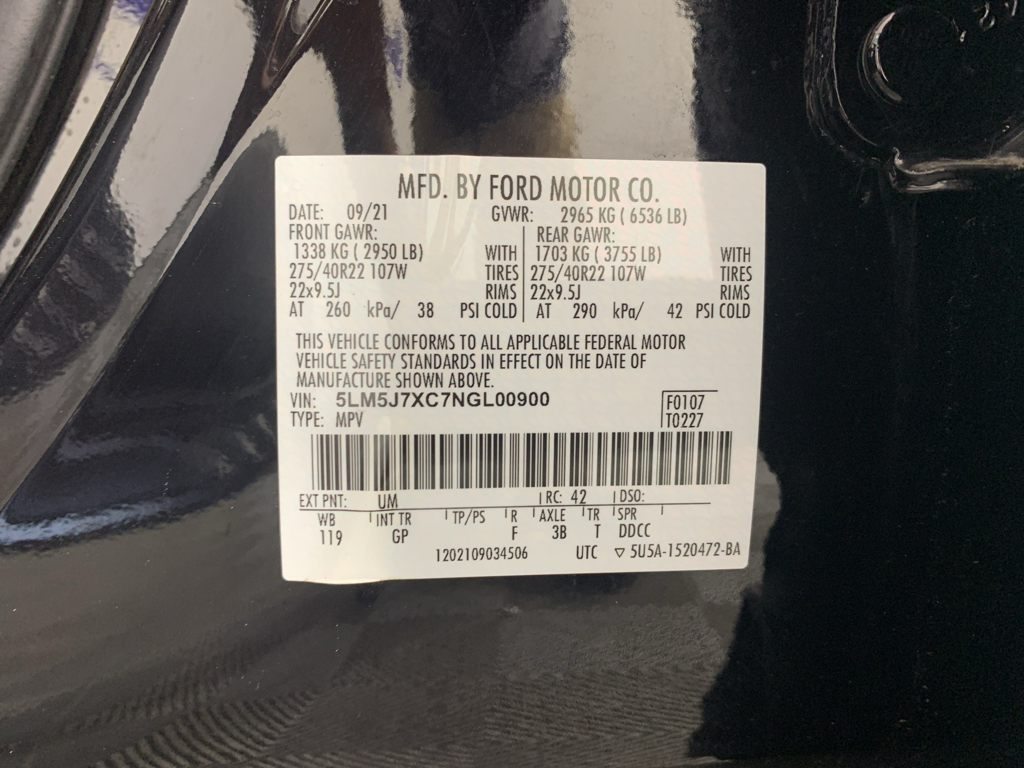 MFD. BY FORD MOTOR CO.
DATE: 09/21 GVWR: 2965 KG ( 6536 LB)
FRONT GAWR: REAR GAWR:
1338 KG ( 2950 LB) WITH 1703 KG ( 3755 LB) WITH
275/40R22 107W TIRES 275/40R22 107W TIRES
22x9.5J RIMS 22x9.5J RIMS
AT 260 kPa/ 38 PSI COLD AT 290 kPa/ 42 PSI COLD
THIS VEHICLE CONFORMS TO ALL APPLICABLE FEDERAL MOTOR
VEHICLE SAFETY STANDARDS IN EFFECT ON THE DATE OF
MANUFACTURE SHOWN ABOVE.
VIN: 5LM5J7XC7NGL00900 F0107
TYPE: MPV T0227
EXT PNT: UM RC: 42 DSO:
WB INT TR TP/PS R AXLE TR SPR
119 GP F 3B T DDCC
1202109034506 UTC ▽ 5U5A-1520472-BA